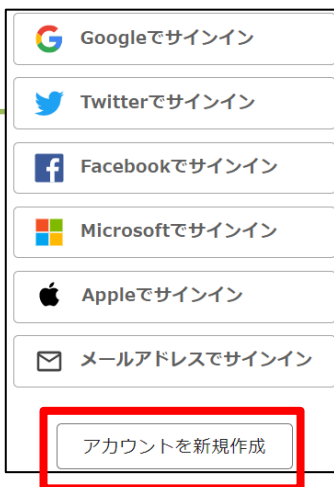 Googleでサインイン
Twitterでサインイン
Facebookでサインイン
Microsoftでサインイン
Appleでサインイン
メールアドレスでサインイン
アカウントを新規作成